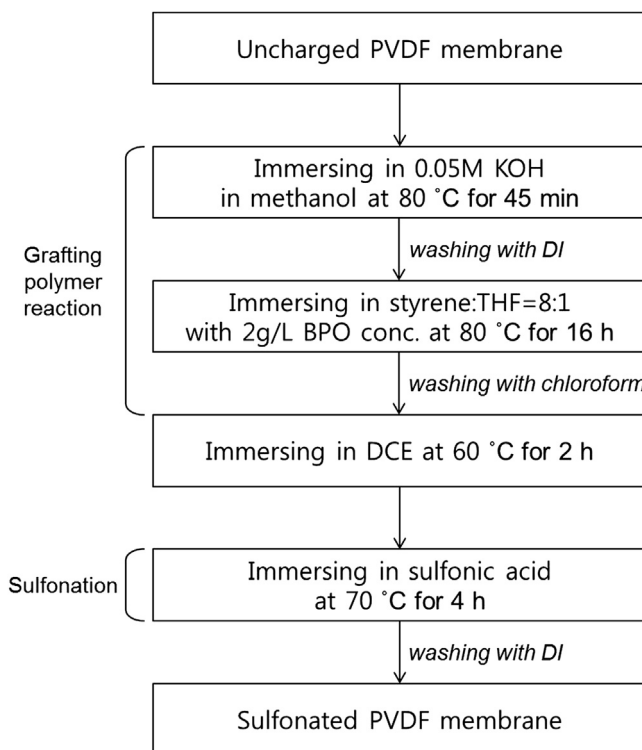 Uncharged PVDF membrane
Immersing in 0.05M KOH
in methanol at 80 ˚C for 45 min
washing with DI
Grafting
polymer
reaction
Immersing in styrene:THF=8:1
with 2g/L BPO conc. at 80 ˚C for 16 h
washing with chloroform
Immersing in DCE at 60 ˚C for 2 h
Sulfonation
Immersing in sulfonic acid
at 70 ˚C for 4 h
washing with DI
Sulfonated PVDF membrane